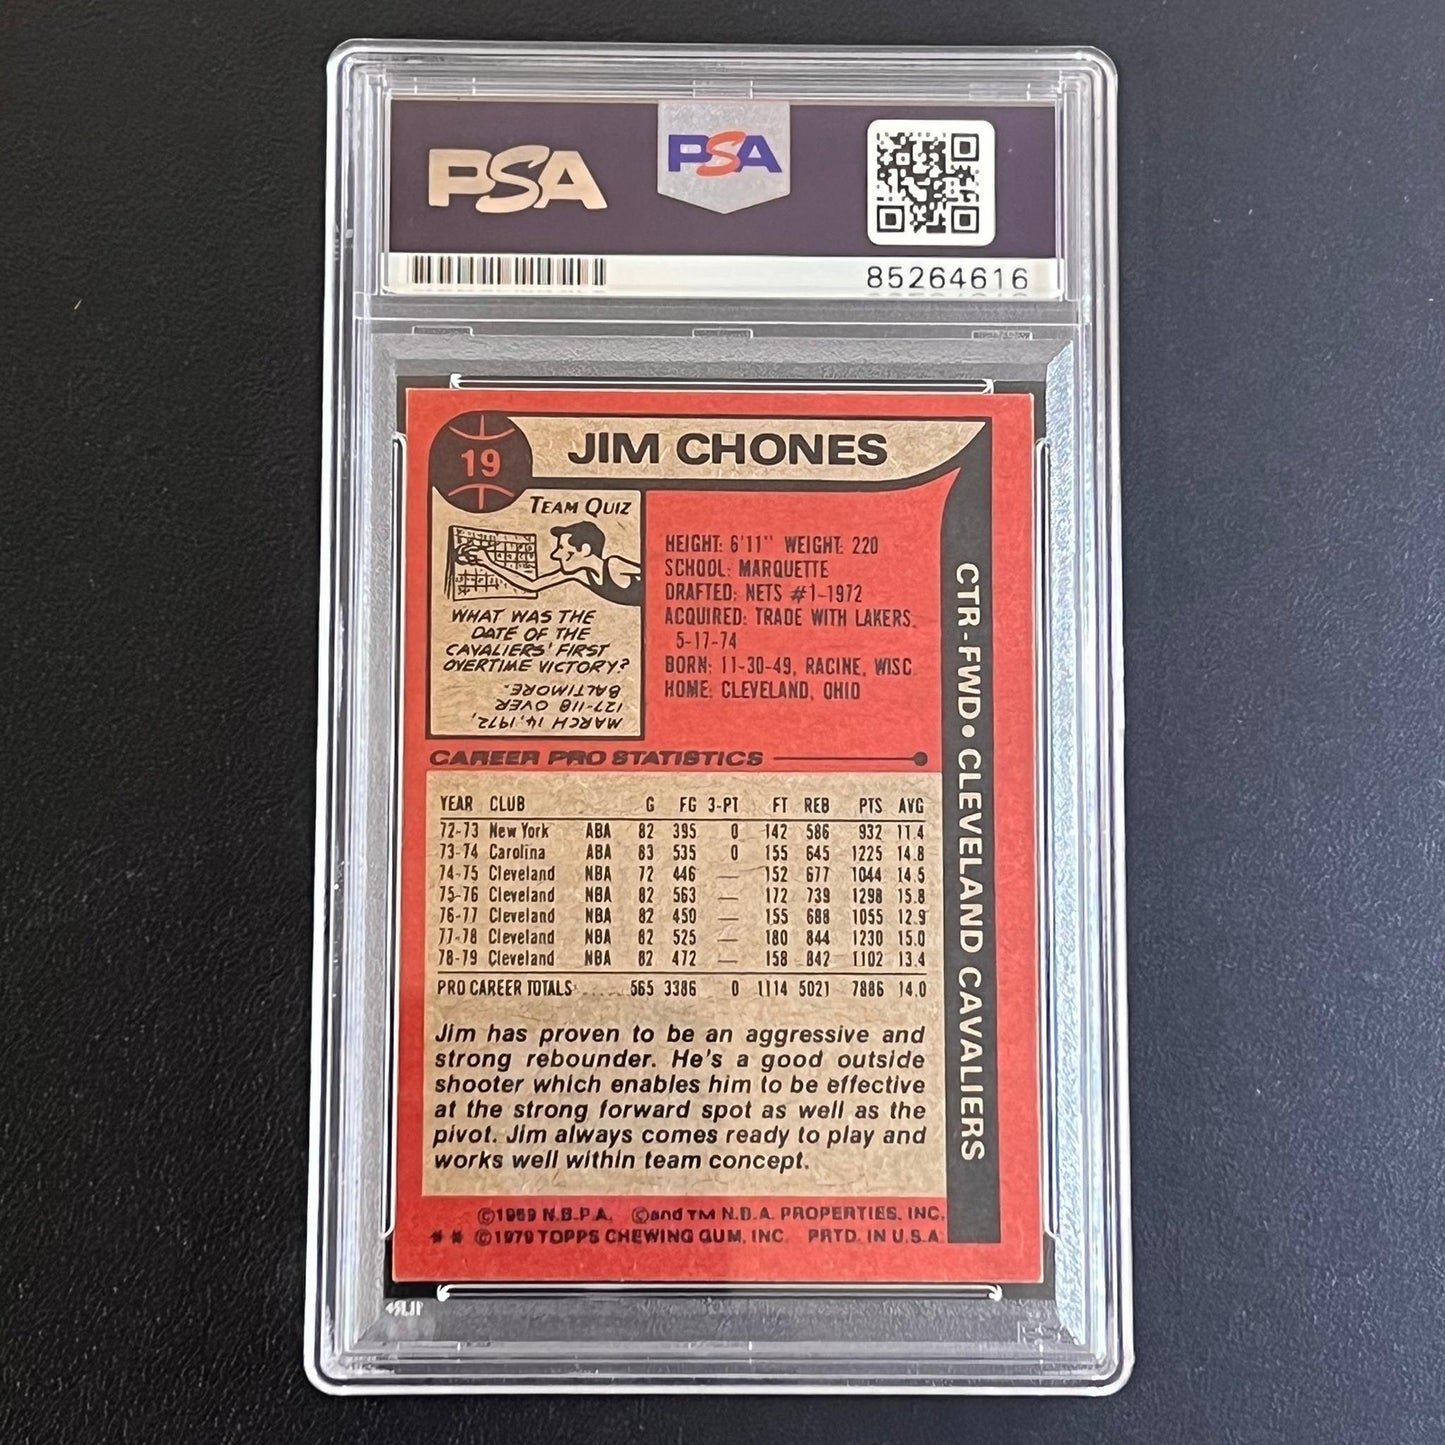 PSA
PSA
85264616
19
JIM CHONES
TEAM QUIZ
WHAT WAS THE
DATE OF THE
CAVALIERS' FIRST
OVERTIME VICTORY?
MARCH 14, 1972,
127-118 OVER
BALTIMORE.
HEIGHT: 6'11" WEIGHT: 220
SCHOOL: MARQUETTE
DRAFTED: NETS #1-1972
ACQUIRED: TRADE WITH LAKERS,
5-17-74
BORN: 11-30-49, RACINE, WISC.
HOME: CLEVELAND, OHIO
CTR-FWD • CLEVELAND CAVALIERS
CAREER PRO STATISTICS
YEAR CLUB G FG 3-PT FT REB PTS AVG
72-73 New York ABA 82 395 0 142 586 932 11.4
73-74 Carolina ABA 83 535 0 155 645 1225 14.8
74-75 Cleveland NBA 72 446 — 152 677 1044 14.5
75-76 Cleveland NBA 82 563 — 172 739 1298 15.8
76-77 Cleveland NBA 82 450 — 155 688 1055 12.9
77-78 Cleveland NBA 82 525 — 180 844 1230 15.0
78-79 Cleveland NBA 82 472 — 158 842 1102 13.4
PRO CAREER TOTALS ...... 565 3386 0 1114 5021 7886 14.0
Jim has proven to be an aggressive and
strong rebounder. He's a good outside
shooter which enables him to be effective
at the strong forward spot as well as the
pivot. Jim always comes ready to play and
works well within team concept.
©1969 N.B.P.A. ©and TM N.B.A. PROPERTIES, INC.
** ©1979 TOPPS CHEWING GUM, INC. PRTD. IN U.S.A.